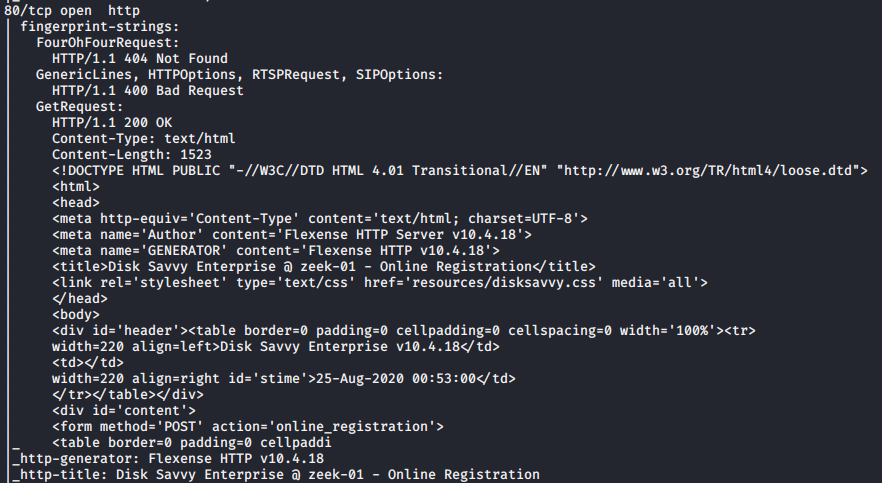 80/tcp open  http
| fingerprint-strings:
|   FourOhFourRequest:
|     HTTP/1.1 404 Not Found
|   GenericLines, HTTPOptions, RTSPRequest, SIPOptions:
|     HTTP/1.1 400 Bad Request
|   GetRequest:
|     HTTP/1.1 200 OK
|     Content-Type: text/html
|     Content-Length: 1523
|     <!DOCTYPE HTML PUBLIC "-//W3C//DTD HTML 4.01 Transitional//EN" "http://www.w3.org/TR/html4/loose.dtd">
|     <html>
|     <head>
|     <meta http-equiv='Content-Type' content='text/html; charset=UTF-8'>
|     <meta name='Author' content='Flexense HTTP Server v10.4.18'>
|     <meta name='GENERATOR' content='Flexense HTTP v10.4.18'>
|     <title>Disk Savvy Enterprise @ zeek-01 - Online Registration</title>
|     <link rel='stylesheet' type='text/css' href='resources/disksavvy.css' media='all'>
|     </head>
|     <body>
|     <div id='header'><table border=0 padding=0 cellpadding=0 cellspacing=0 width='100%'><tr>
|     width=220 align=left>Disk Savvy Enterprise v10.4.18</td>
|     <td></td>
|     width=220 align=right id='stime'>25-Aug-2020 00:53:00</td>
|     </tr></table></div>
|     <div id='content'>
|     <form method='POST' action='online_registration'>
|_    <table border=0 padding=0 cellpaddi
|_http-generator: Flexense HTTP v10.4.18
|_http-title: Disk Savvy Enterprise @ zeek-01 - Online Registration